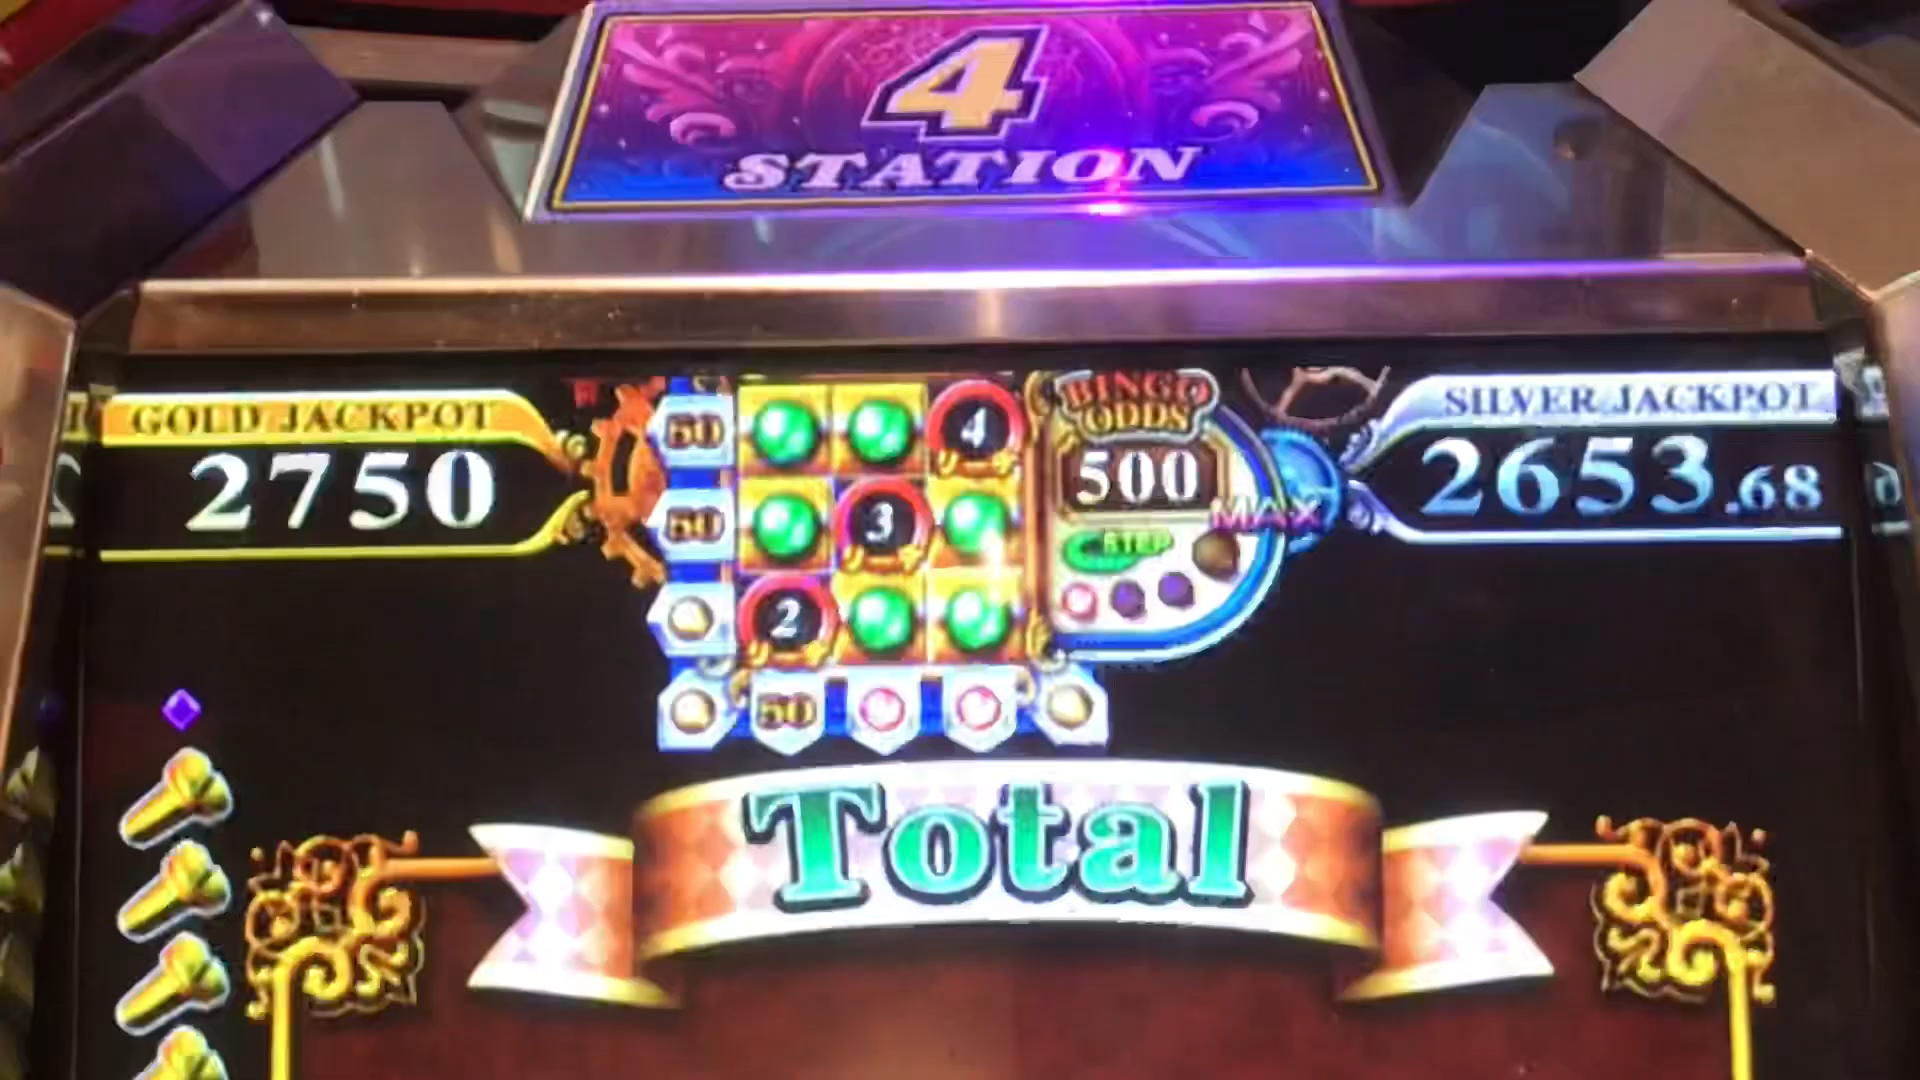 4
STATION
GOLD JACKPOT
2750
50
50
4
3
2
50
BINGO
ODDS
500
MAX
STEP
SILVER JACKPOT
2653.68
Total